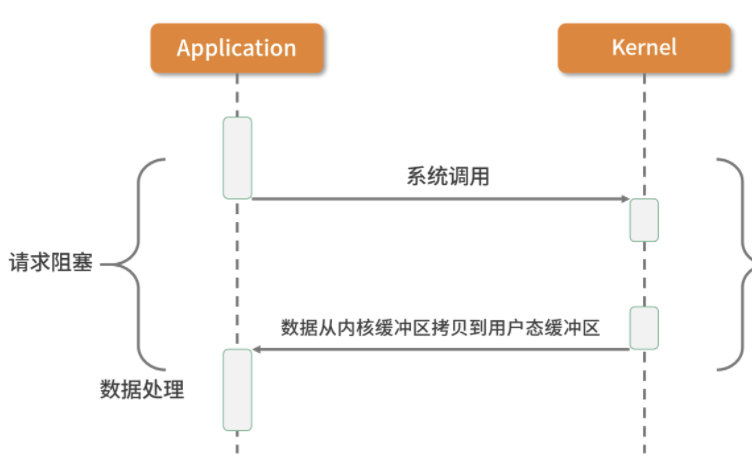 Application
Kernel
系统调用
请求阻塞
数据从内核缓冲区拷贝到用户态缓冲区
数据处理